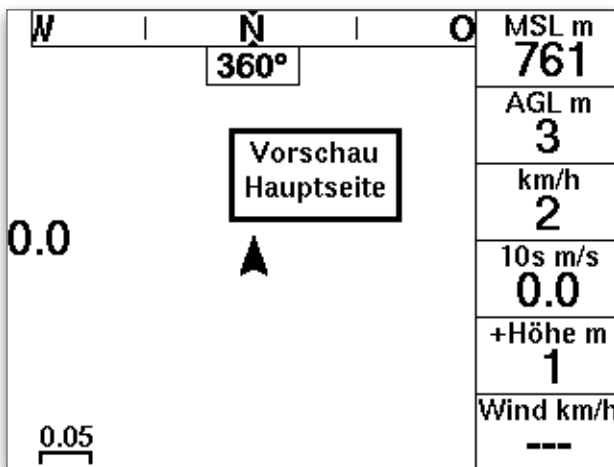 W N O
360°
MSL m
761
AGL m
3
Vorschau
Hauptseite
km/h
2
0.0
10s m/s
0.0
+Höhe m
1
Wind km/h
---
0.05